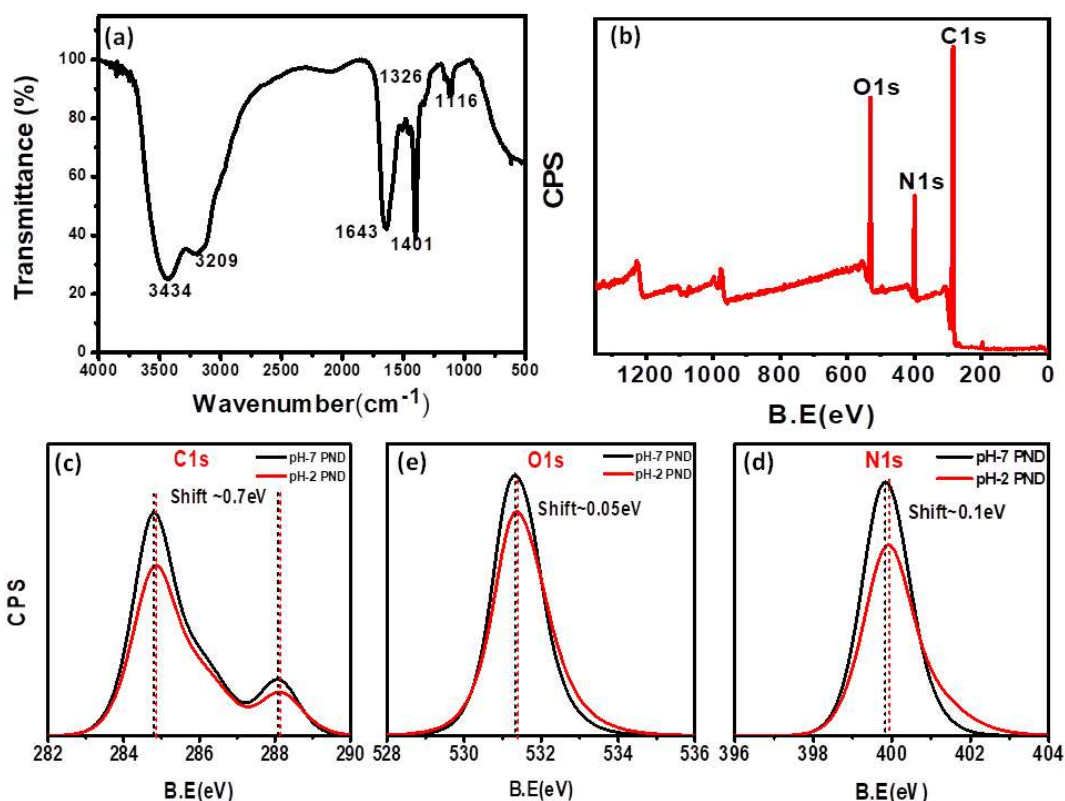 (a)
100
80
60
40
20
0
Transmittance (%)
1326
1116
1643
1401
3209
3434
4000 3500 3000 2500 2000 1500 1000 500
Wavenumber(cm⁻¹)
(b)
C1s
O1s
N1s
CPS
1200 1000 800 600 400 200 0
B.E(eV)
(c)
C1s
pH-7 PND
pH-2 PND
Shift ~0.7eV
CPS
282 284 286 288 290
B.E(eV)
(e)
O1s
pH-7 PND
pH-2 PND
Shift~0.05eV
528 530 532 534 536
B.E(eV)
(d)
N1s
pH-7 PND
pH-2 PND
Shift~0.1eV
396 398 400 402 404
B.E(eV)